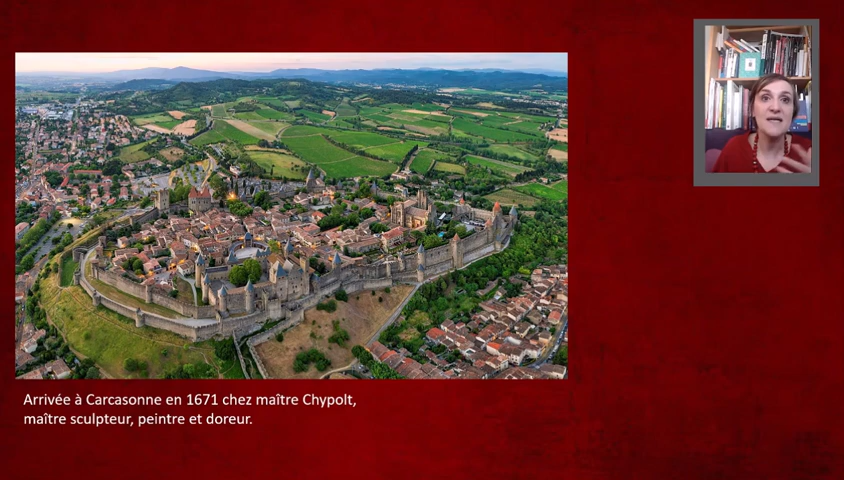 Arrivée à Carcasonne en 1671 chez maître Chypolt,
maître sculpteur, peintre et doreur.